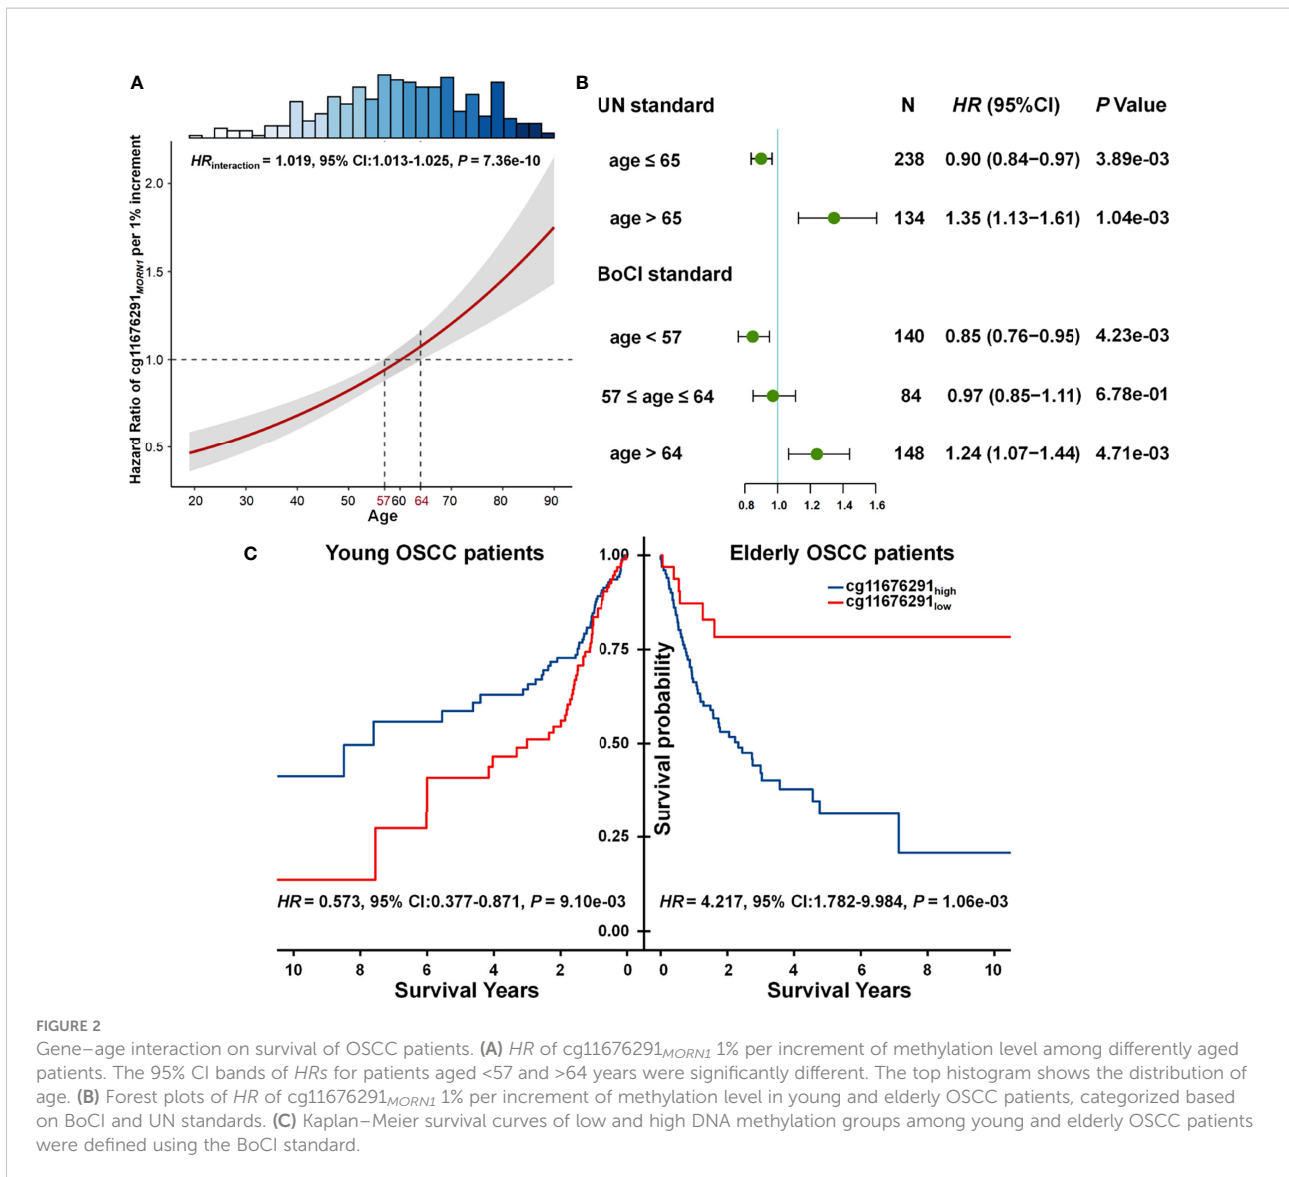 A
HR interaction = 1.019, 95% CI:1.013-1.025, P = 7.36e-10
Hazard Ratio of cg11676291 MORN1 per 1% increment
2.0
1.5
1.0
0.5
20 30 40 50 57 60 64 70 80 90
Age
B
UN standard N HR (95%CI) P Value
age ≤ 65 238 0.90 (0.84−0.97) 3.89e−03
age > 65 134 1.35 (1.13−1.61) 1.04e−03
BoCI standard
age < 57 140 0.85 (0.76−0.95) 4.23e−03
57 ≤ age ≤ 64 84 0.97 (0.85−1.11) 6.78e−01
age > 64 148 1.24 (1.07−1.44) 4.71e−03
0.8 1.0 1.2 1.4 1.6
C
Young OSCC patients
Elderly OSCC patients
cg11676291 high
cg11676291 low
1.00
0.75
0.50
0.25
0.00
Survival probability
HR = 0.573, 95% CI:0.377-0.871, P = 9.10e-03
HR = 4.217, 95% CI:1.782-9.984, P = 1.06e-03
10 8 6 4 2 0
0 2 4 6 8 10
Survival Years
Survival Years
FIGURE 2
Gene–age interaction on survival of OSCC patients. (A) HR of cg11676291MORN1 1% per increment of methylation level among differently aged
patients. The 95% CI bands of HRs for patients aged <57 and >64 years were significantly different. The top histogram shows the distribution of
age. (B) Forest plots of HR of cg11676291MORN1 1% per increment of methylation level in young and elderly OSCC patients, categorized based
on BoCI and UN standards. (C) Kaplan–Meier survival curves of low and high DNA methylation groups among young and elderly OSCC patients
were defined using the BoCI standard.